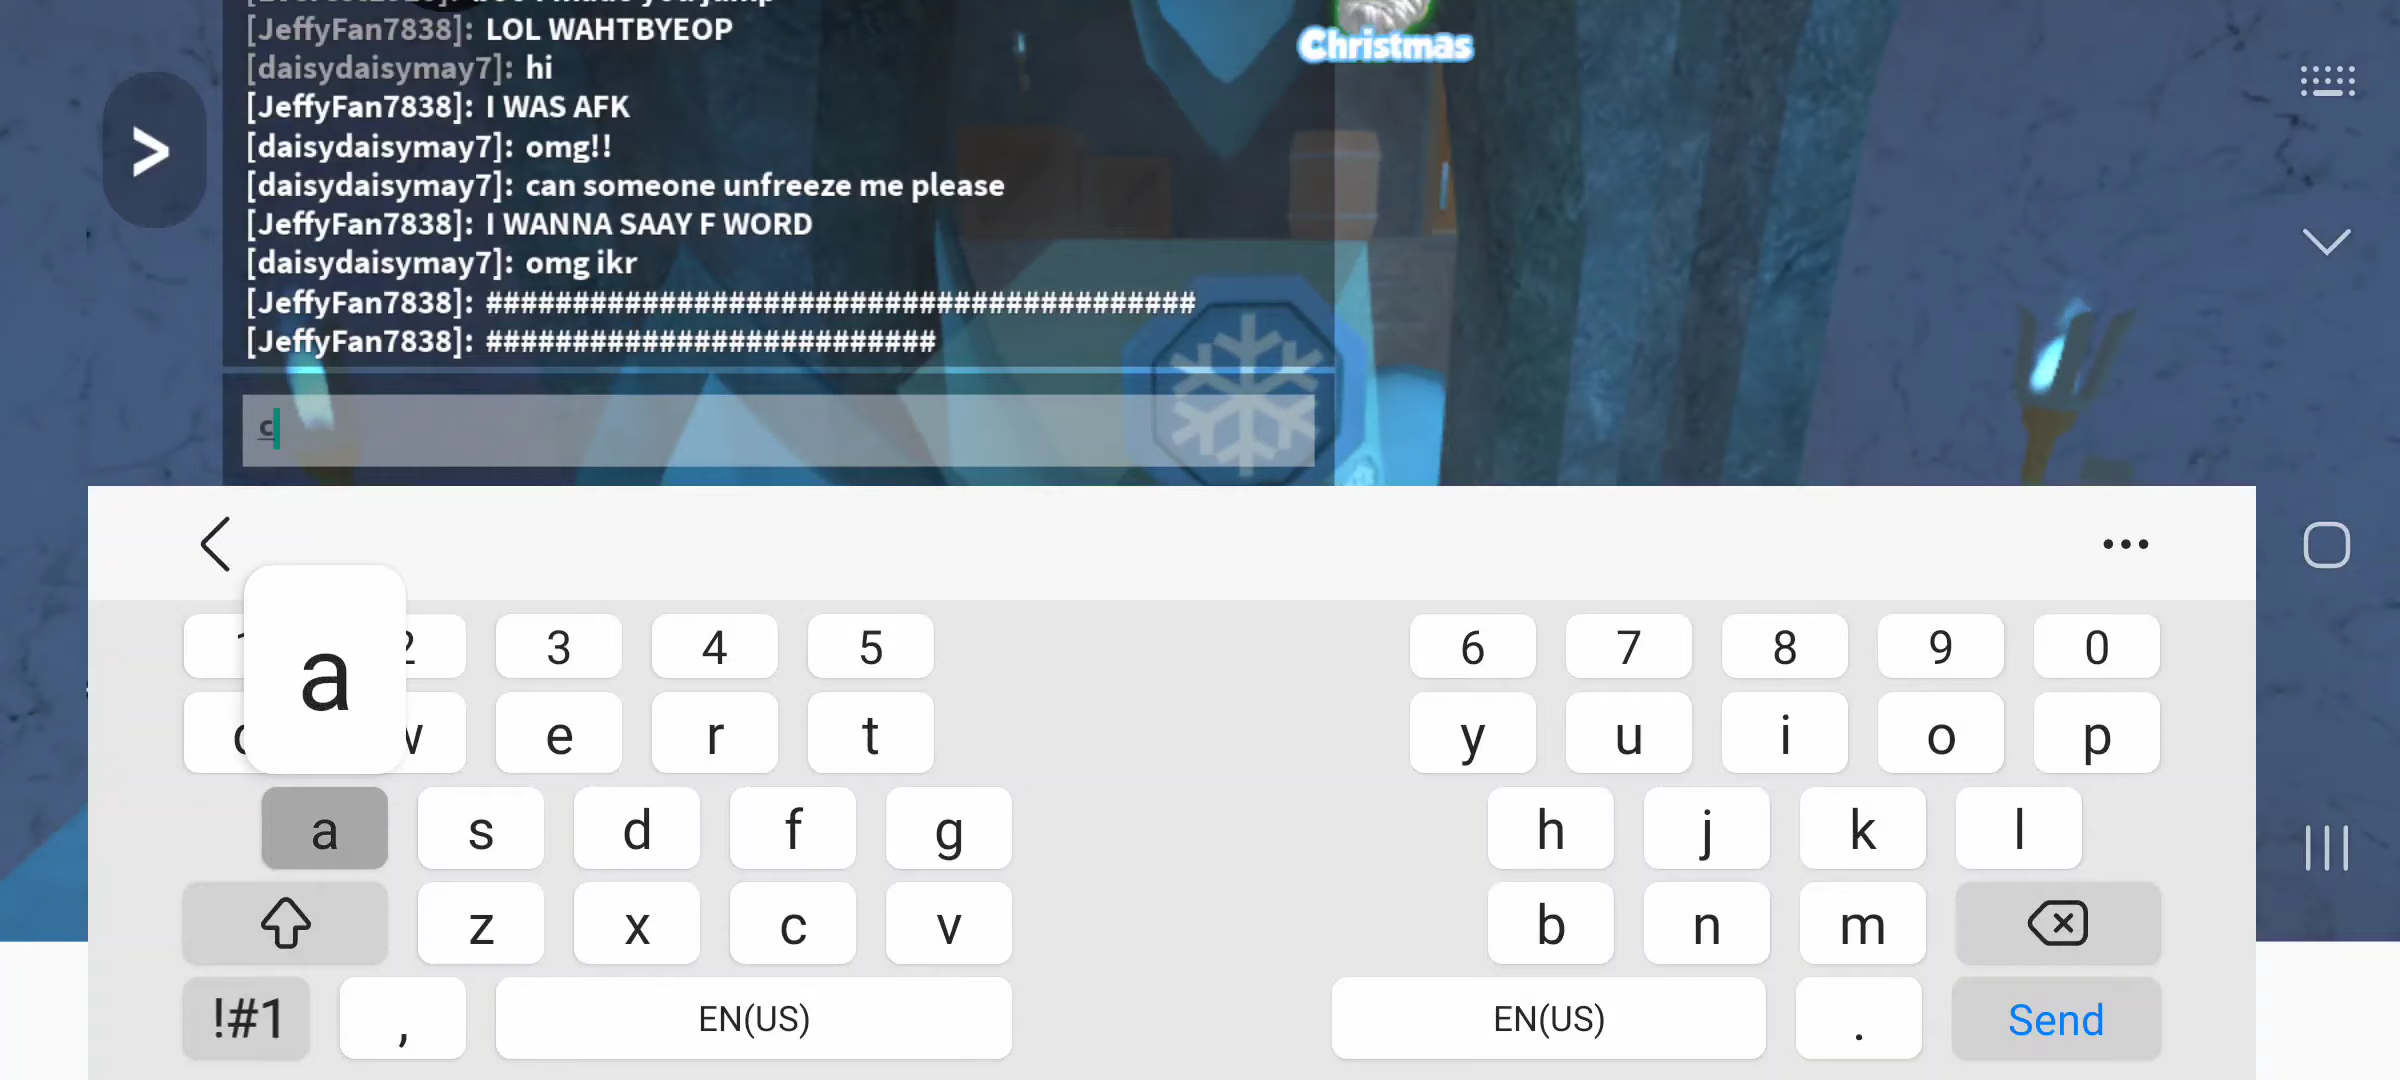 [JeffyFan7838]: LOL WAHTBYEOP
Christmas
[daisydaisymay7]: hi
[JeffyFan7838]: I WAS AFK
[daisydaisymay7]: omg!!
[daisydaisymay7]: can someone unfreeze me please
[JeffyFan7838]: I WANNA SAAY F WORD
[daisydaisymay7]: omg ikr
[JeffyFan7838]: #########################################
[JeffyFan7838]: ##########################
c
a
2 3 4 5 6 7 8 9 0
w e r t y u i o p
a s d f g h j k l
z x c v b n m
!#1 , EN(US) EN(US) . Send